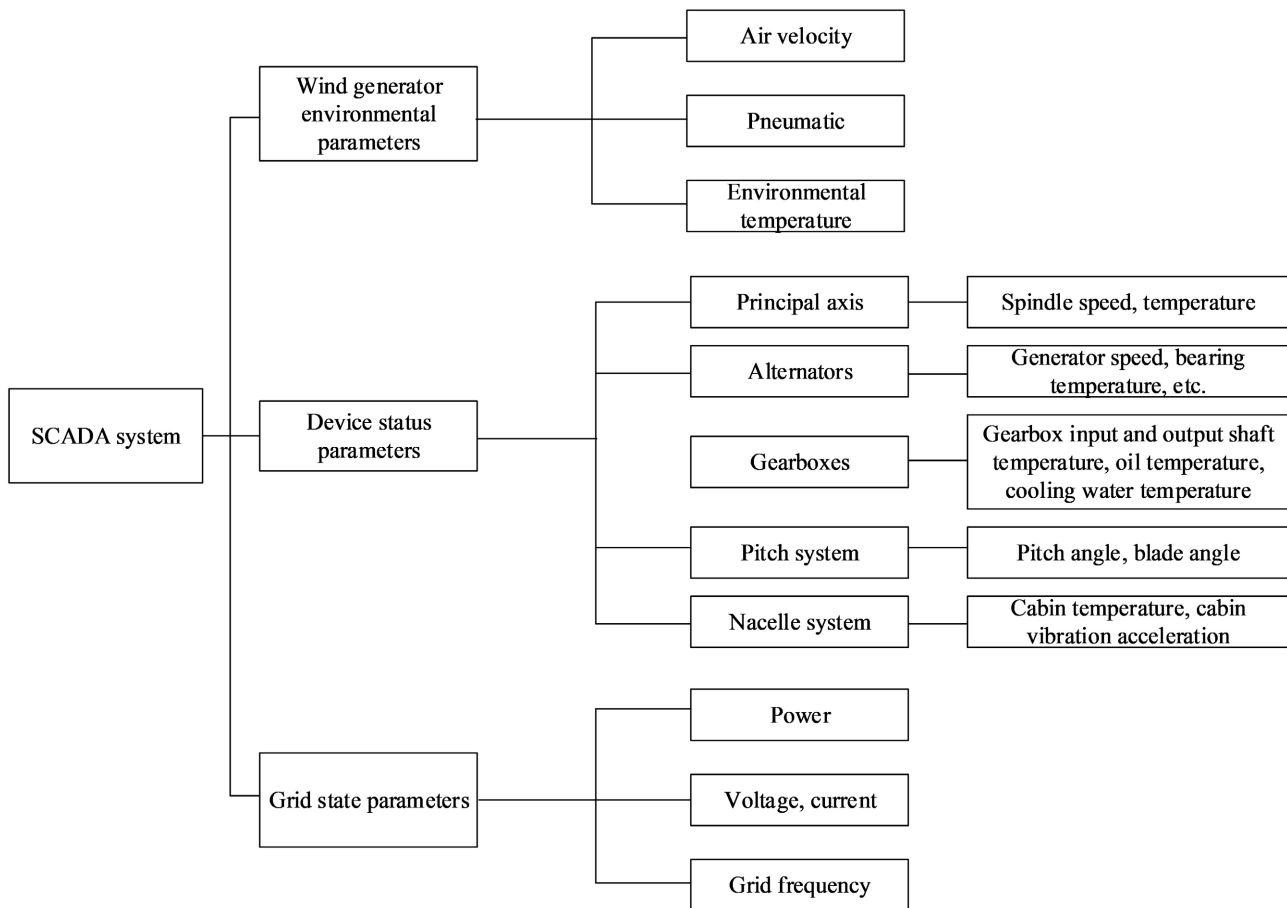 SCADA system
Wind generator
environmental
parameters
Air velocity
Pneumatic
Environmental
temperature
Device status
parameters
Principal axis
Spindle speed, temperature
Alternators
Generator speed, bearing
temperature, etc.
Gearboxes
Gearbox input and output shaft
temperature, oil temperature,
cooling water temperature
Pitch system
Pitch angle, blade angle
Nacelle system
Cabin temperature, cabin
vibration acceleration
Grid state parameters
Power
Voltage, current
Grid frequency